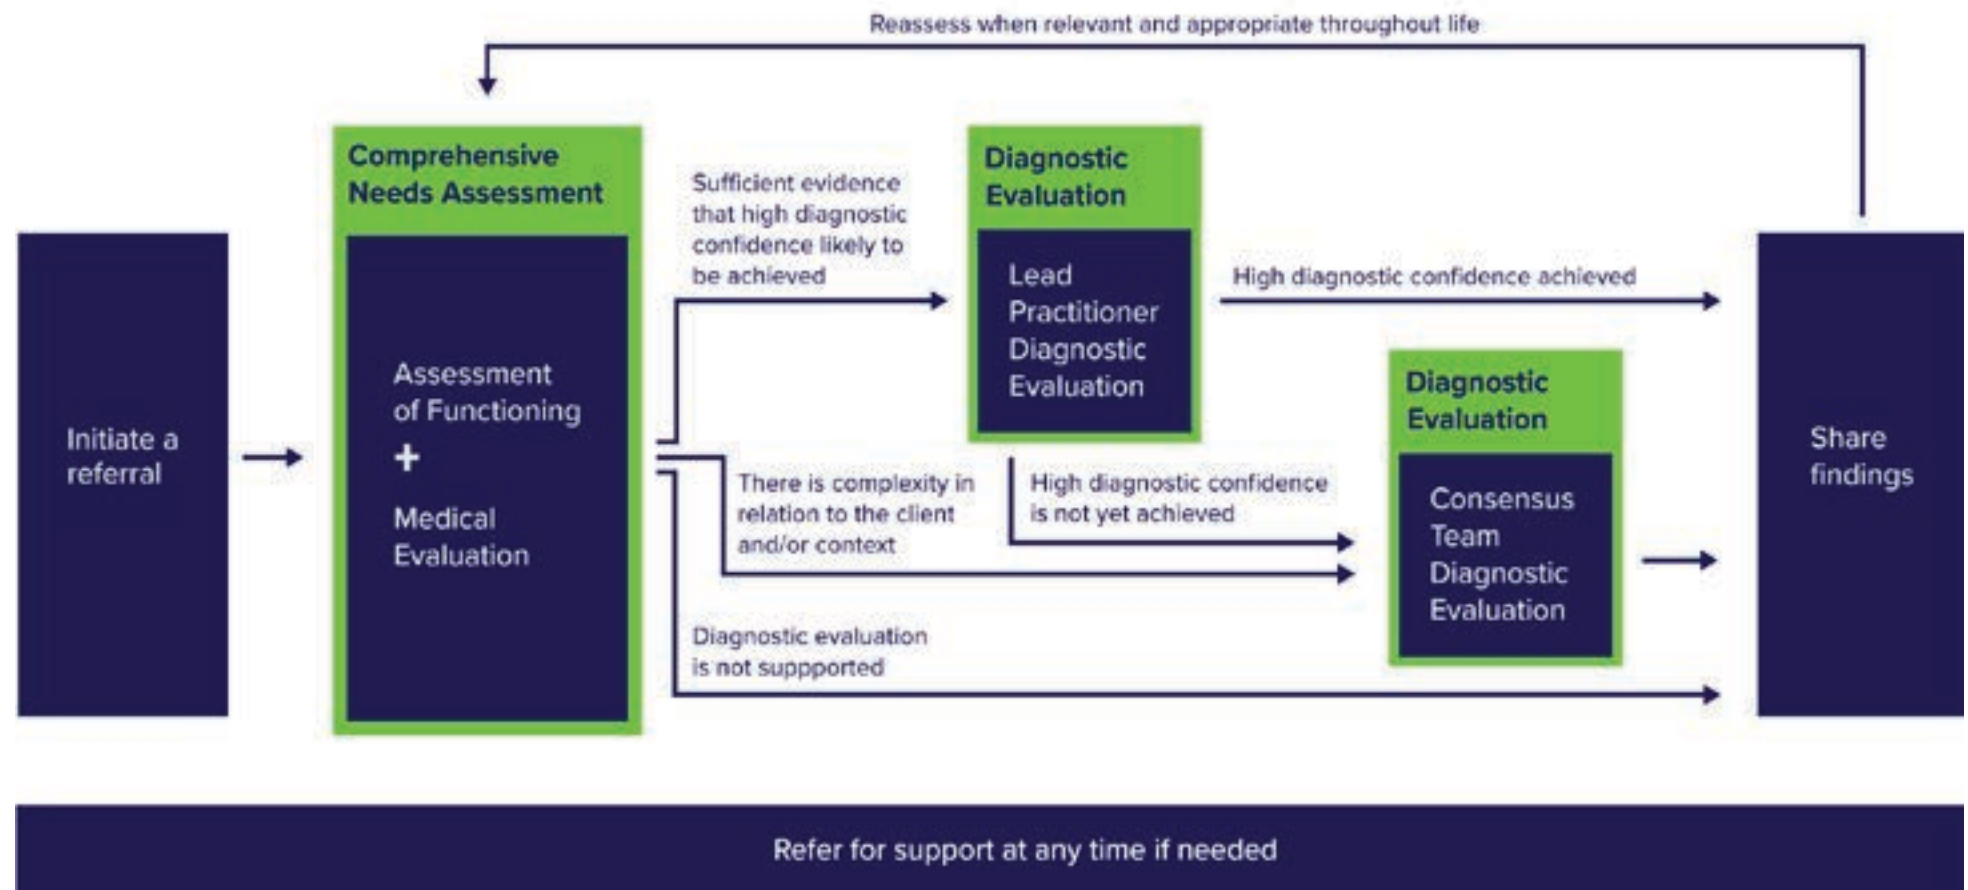 Reassess when relevant and appropriate throughout life
Initiate a
referral
Comprehensive
Needs Assessment
Assessment
of Functioning
+
Medical
Evaluation
Sufficient evidence
that high diagnostic
confidence likely to
be achieved
Diagnostic
Evaluation
Lead
Practitioner
Diagnostic
Evaluation
High diagnostic confidence achieved
There is complexity in
relation to the client
and/or context
High diagnostic confidence
is not yet achieved
Diagnostic
Evaluation
Consensus
Team
Diagnostic
Evaluation
Diagnostic evaluation
is not suppported
Share
findings
Refer for support at any time if needed